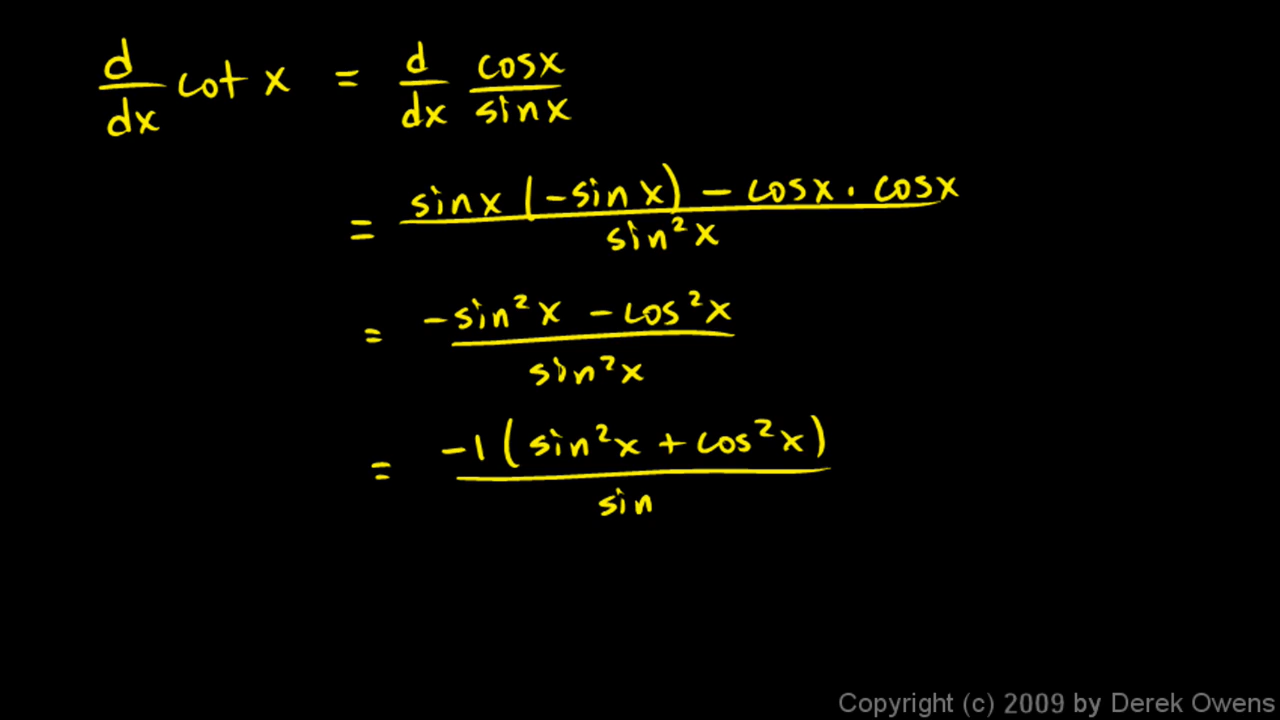 d/dx cot x = d/dx cosx/sinx
= sinx (-sinx) - cosx · cosx / sin²x
= -sin²x - cos²x / sin²x
= -1 (sin²x + cos²x) / sin
Copyright (c) 2009 by Derek Owens